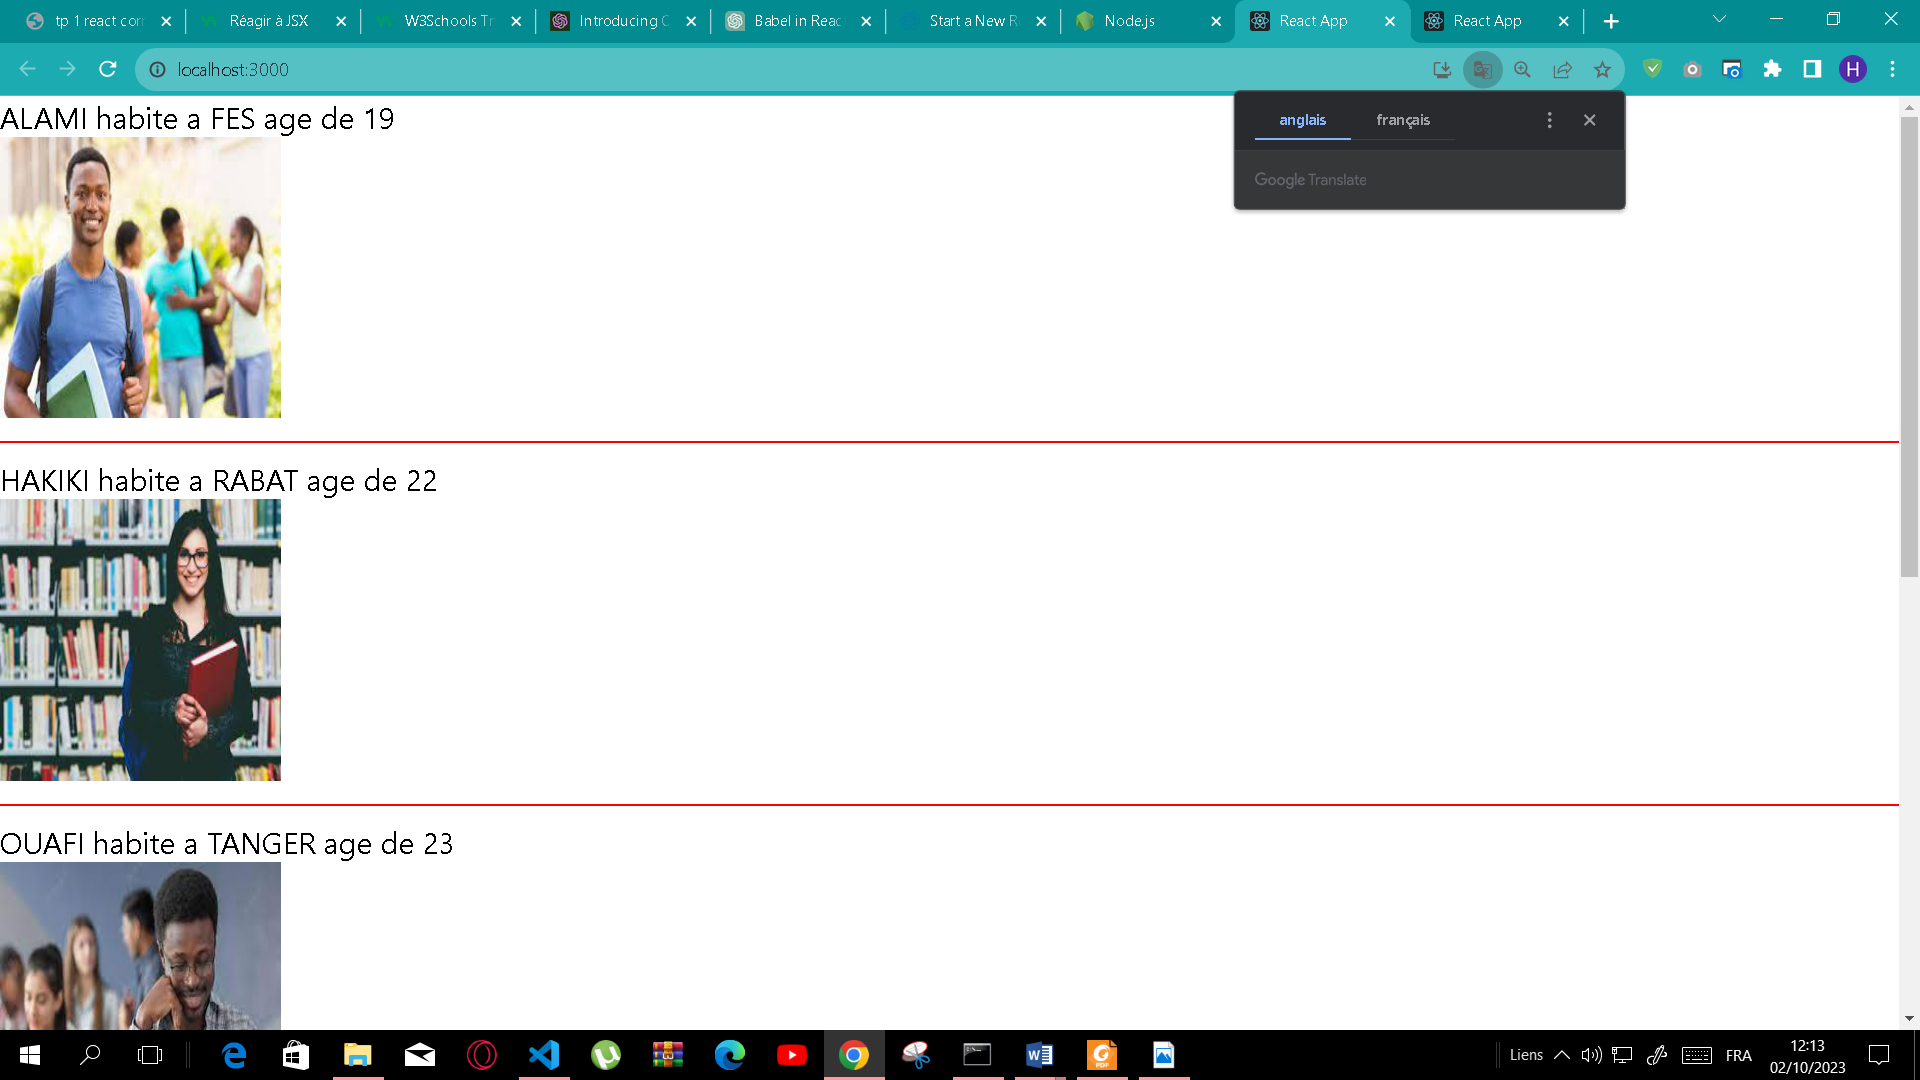 tp 1 react corr
Réagir à JSX
W3Schools Tr
Introducing C
Babel in Reac
Start a New R
Node.js
React App
React App
localhost:3000
H
anglais
français
Google Translate
ALAMI habite a FES age de 19
HAKIKI habite a RABAT age de 22
OUAFI habite a TANGER age de 23
Liens
FRA
12:13
02/10/2023